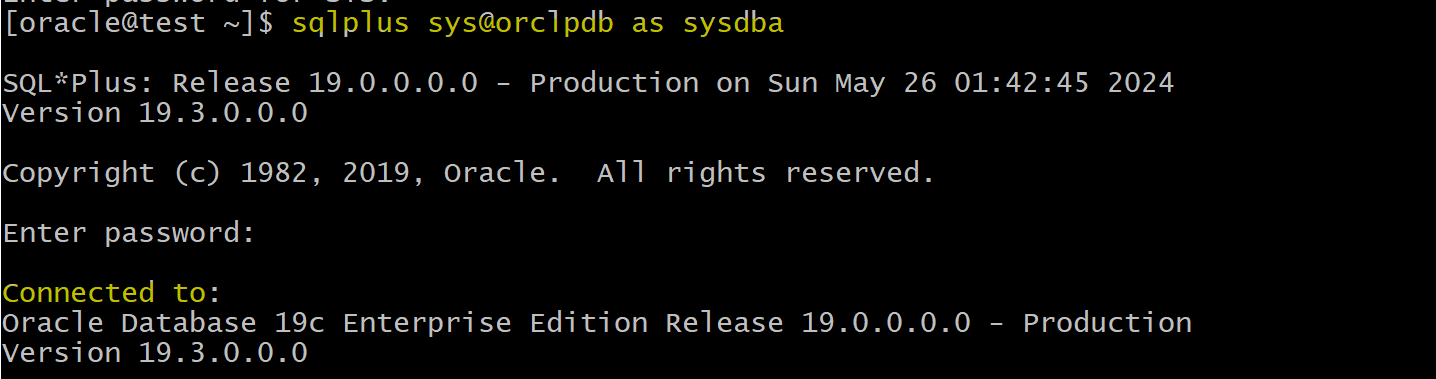 [oracle@test ~]$ sqlplus sys@orclpdb as sysdba
SQL*Plus: Release 19.0.0.0.0 - Production on Sun May 26 01:42:45 2024
Version 19.3.0.0.0
Copyright (c) 1982, 2019, Oracle.  All rights reserved.
Enter password:
Connected to:
Oracle Database 19c Enterprise Edition Release 19.0.0.0.0 - Production
Version 19.3.0.0.0